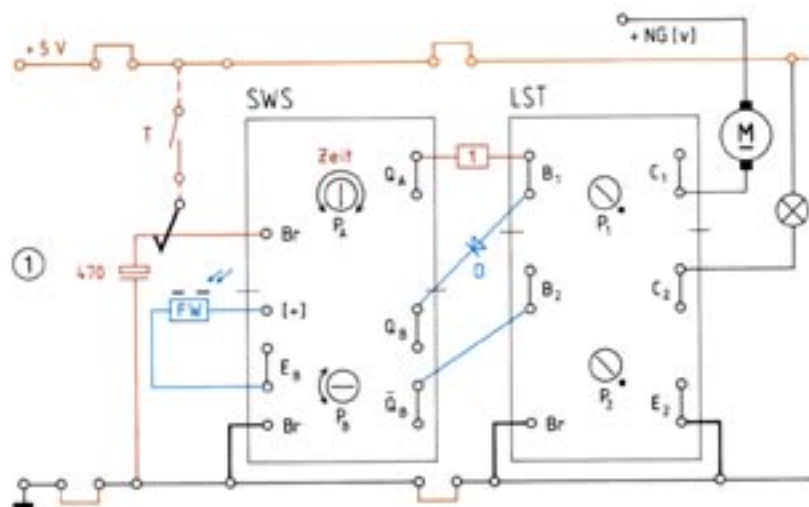 + 5 V
+ NG [v]
SWS
LST
T
Zeit
Q_A
1
B_1
C_1
M
P_A
P_1
Br
1
470
[+]
D
B_2
C_2
FW
Q_B
E_B
P_B
Q̄_B
P_2
E_2
Br
Br